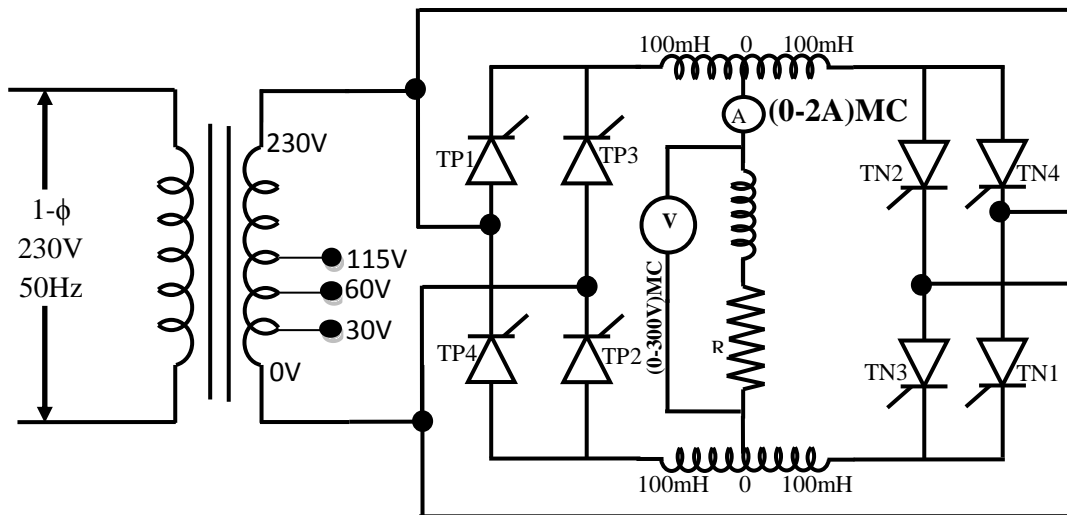 100mH 0 100mH
(0-2A)MC
A
230V
TP1
TP3
TN2
TN4
1-ϕ
230V
50Hz
V
115V
60V
30V
(0-300V)MC
R
TP4
TP2
TN3
TN1
0V
100mH 0 100mH